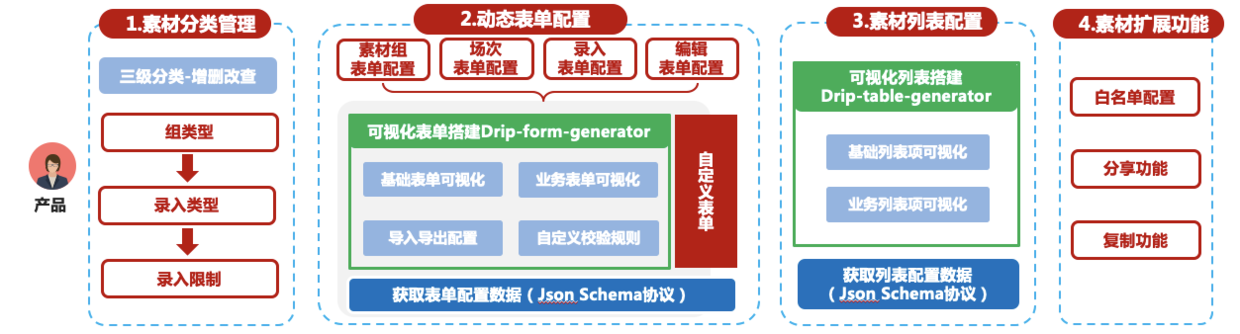 1.素材分类管理
三级分类-增删改查
组类型
录入类型
录入限制
产品
2.动态表单配置
素材组
表单配置
场次
表单配置
录入
表单配置
编辑
表单配置
可视化表单搭建Drip-form-generator
基础表单可视化
业务表单可视化
导入导出配置
自定义校验规则
自定义表单
获取表单配置数据（Json Schema协议）
3.素材列表配置
可视化列表搭建
Drip-table-generator
基础列表项可视化
业务列表项可视化
获取列表配置数据
（Json Schema协议）
4.素材扩展功能
白名单配置
分享功能
复制功能